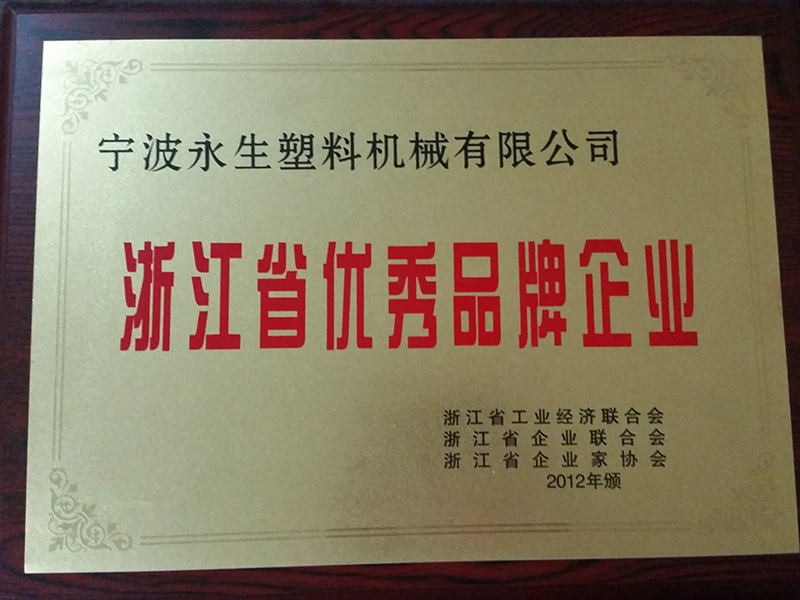 宁波永生塑料机械有限公司
浙江省优秀品牌企业
浙江省工业经济联合会
浙江省企业联合会
浙江省企业家协会
2012年颁